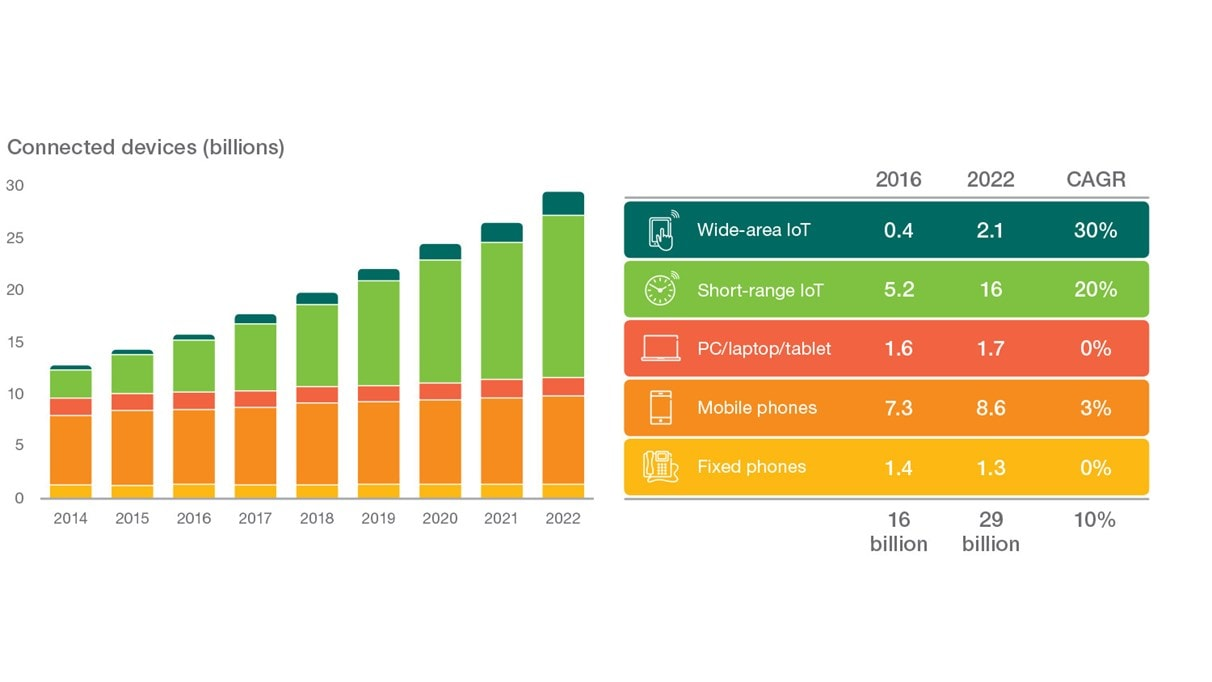 Connected devices (billions)
30
25
20
15
10
5
0
2014 2015 2016 2017 2018 2019 2020 2021 2022
2016 2022 CAGR
Wide-area IoT 0.4 2.1 30%
Short-range IoT 5.2 16 20%
PC/laptop/tablet 1.6 1.7 0%
Mobile phones 7.3 8.6 3%
Fixed phones 1.4 1.3 0%
16 29 10%
billion billion